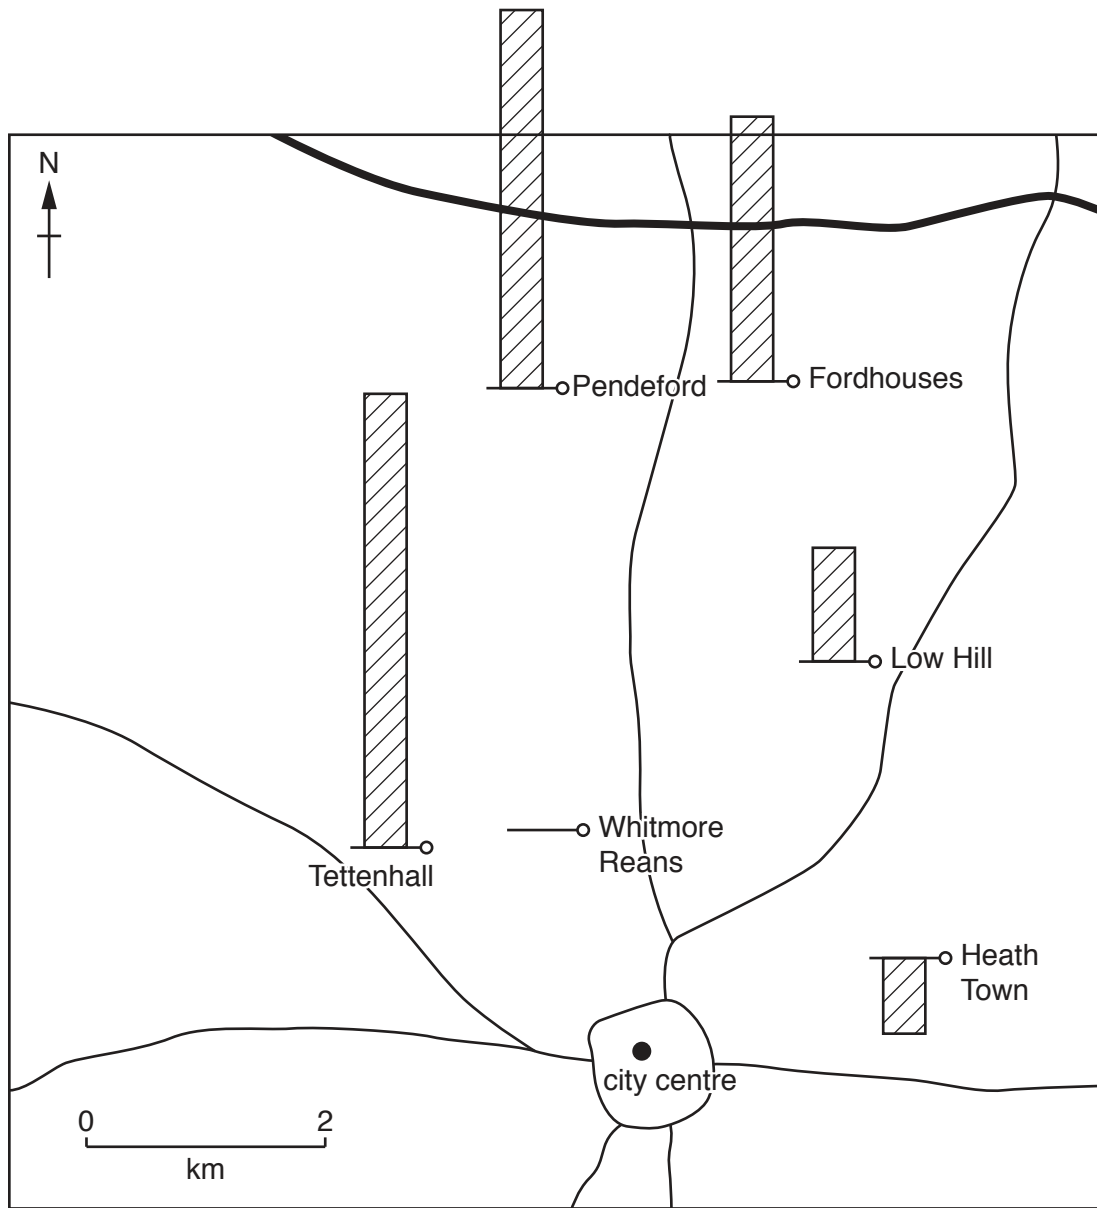 N
Pendeford
Fordhouses
Low Hill
Whitmore
Reans
Tettenhall
Heath
Town
city centre
0 2
km